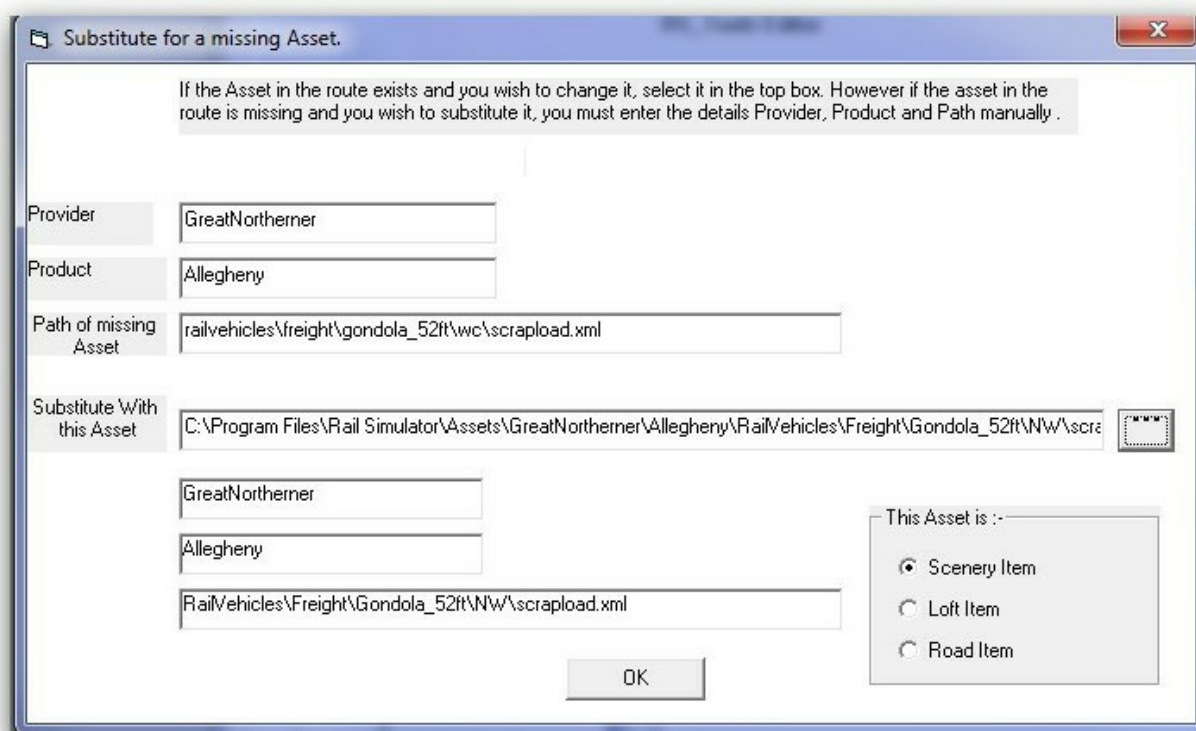 Substitute for a missing Asset.
If the Asset in the route exists and you wish to change it, select it in the top box. However if the asset in the
route is missing and you wish to substitute it, you must enter the details Provider, Product and Path manually .
Provider
GreatNortherner
Product
Allegheny
Path of missing
Asset
railvehicles\freight\gondola_52ft\wc\scrapload.xml
Substitute With
this Asset
C:\Program Files\Rail Simulator\Assets\GreatNortherner\Allegheny\RailVehicles\Freight\Gondola_52ft\NW\scra
GreatNortherner
Allegheny
RailVehicles\Freight\Gondola_52ft\NW\scrapload.xml
This Asset is :-
Scenery Item
Loft Item
Road Item
OK